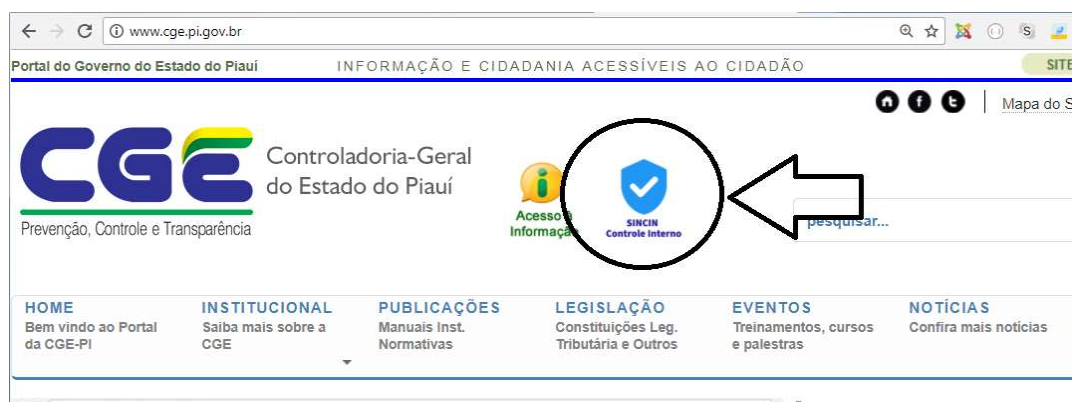 www.cge.pi.gov.br
Portal do Governo do Estado do Piauí
INFORMAÇÃO E CIDADANIA ACESSÍVEIS AO CIDADÃO
SITE
Mapa do S
CGE
Controladoria-Geral
do Estado do Piauí
Prevenção, Controle e Transparência
Acesso à
Informação
SINCIN
Controle Interno
pesquisar...
HOME
Bem vindo ao Portal
da CGE-PI
INSTITUCIONAL
Saiba mais sobre a
CGE
PUBLICAÇÕES
Manuais Inst.
Normativas
LEGISLAÇÃO
Constituições Leg.
Tributária e Outros
EVENTOS
Treinamentos, cursos
e palestras
NOTÍCIAS
Confira mais notícias